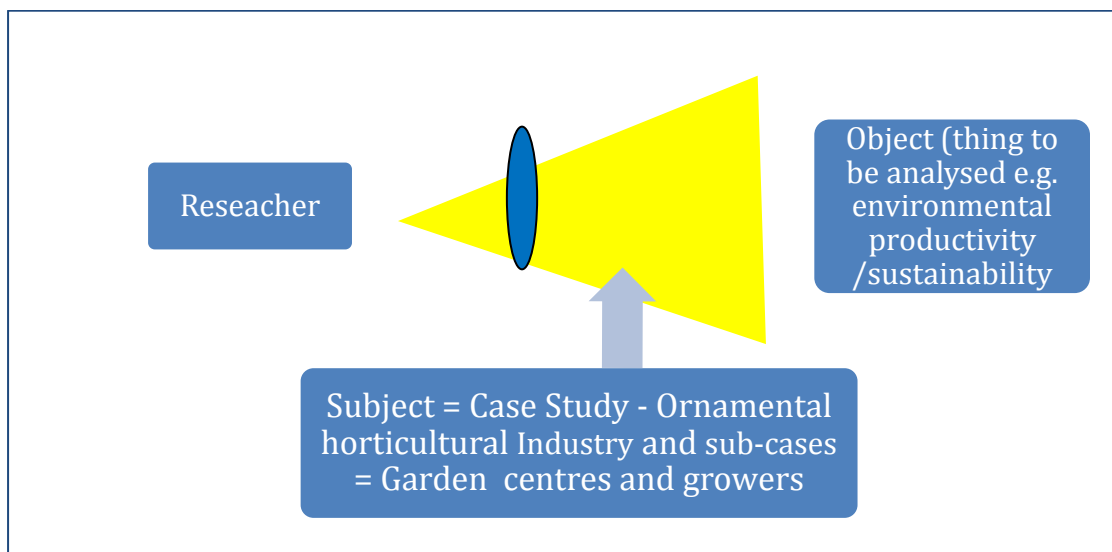 Reseacher
Object (thing to
be analysed e.g.
environmental
productivity
/sustainability
Subject = Case Study - Ornamental
horticultural Industry and sub-cases
= Garden centres and growers